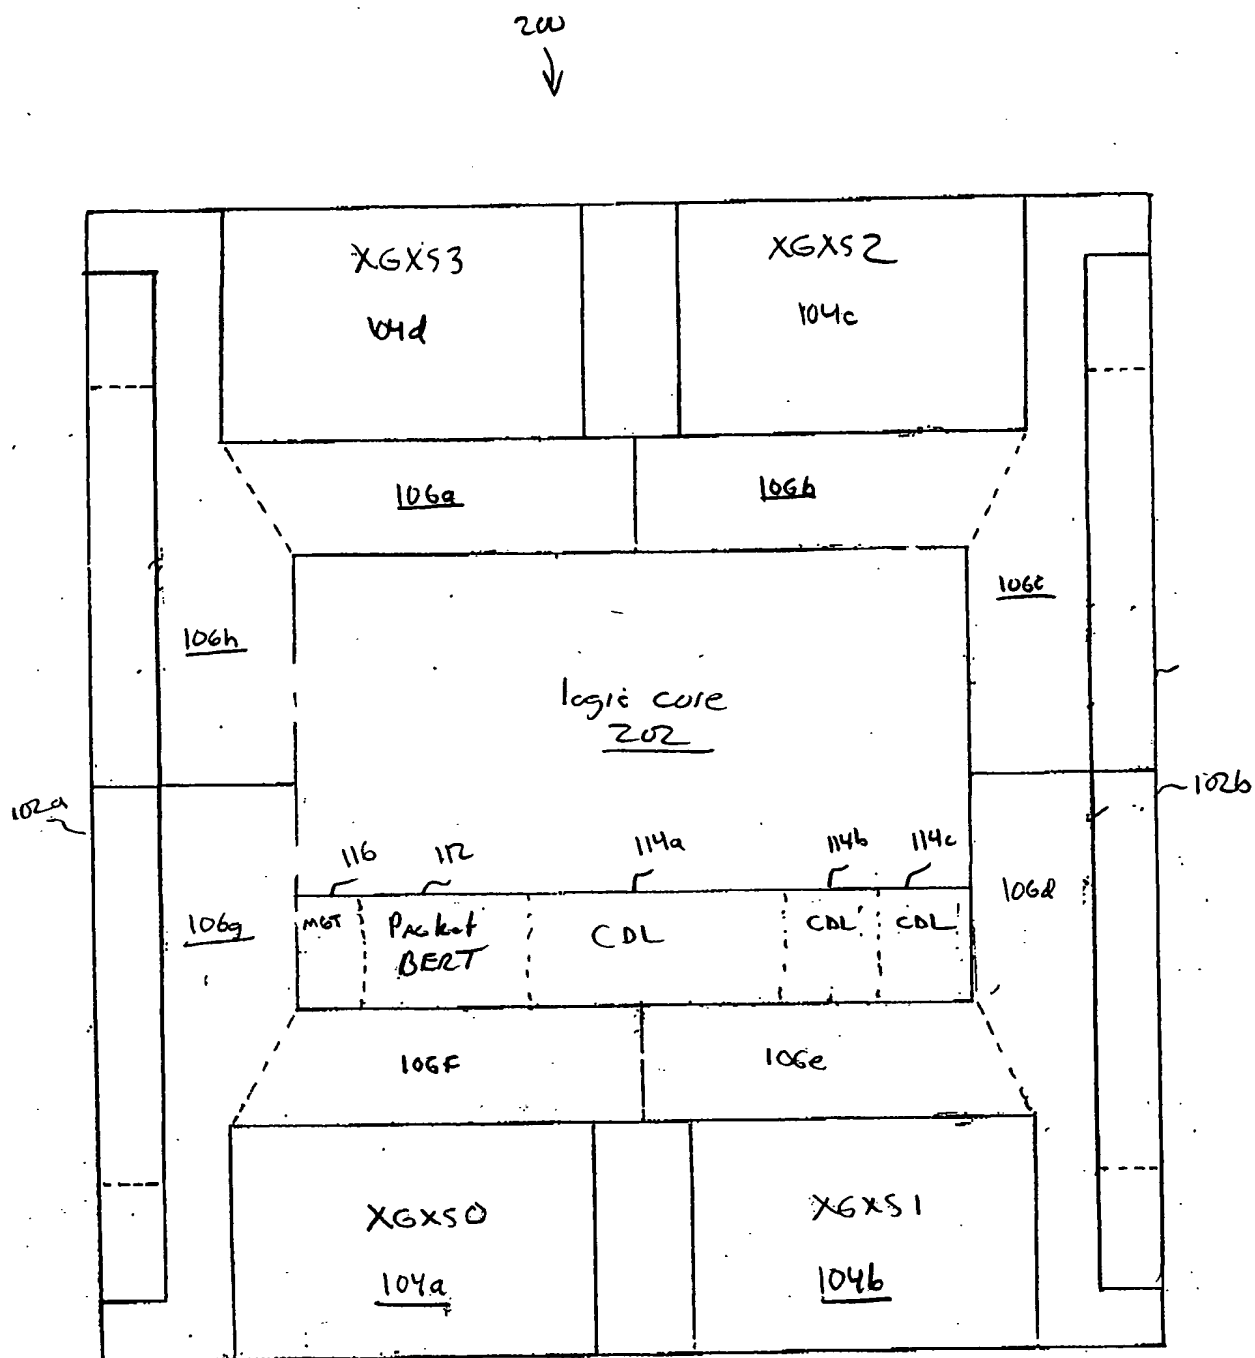 200
XGXS3
XGXS2
104d
104c
106a
106b
106c
106h
logic core
202
102a
102b
116
112
114a
114b
114c
106g
MGT
Packet
BERT
CDL
CDL
CDL
106d
106f
106e
XGXS0
XGXS1
104a
104b